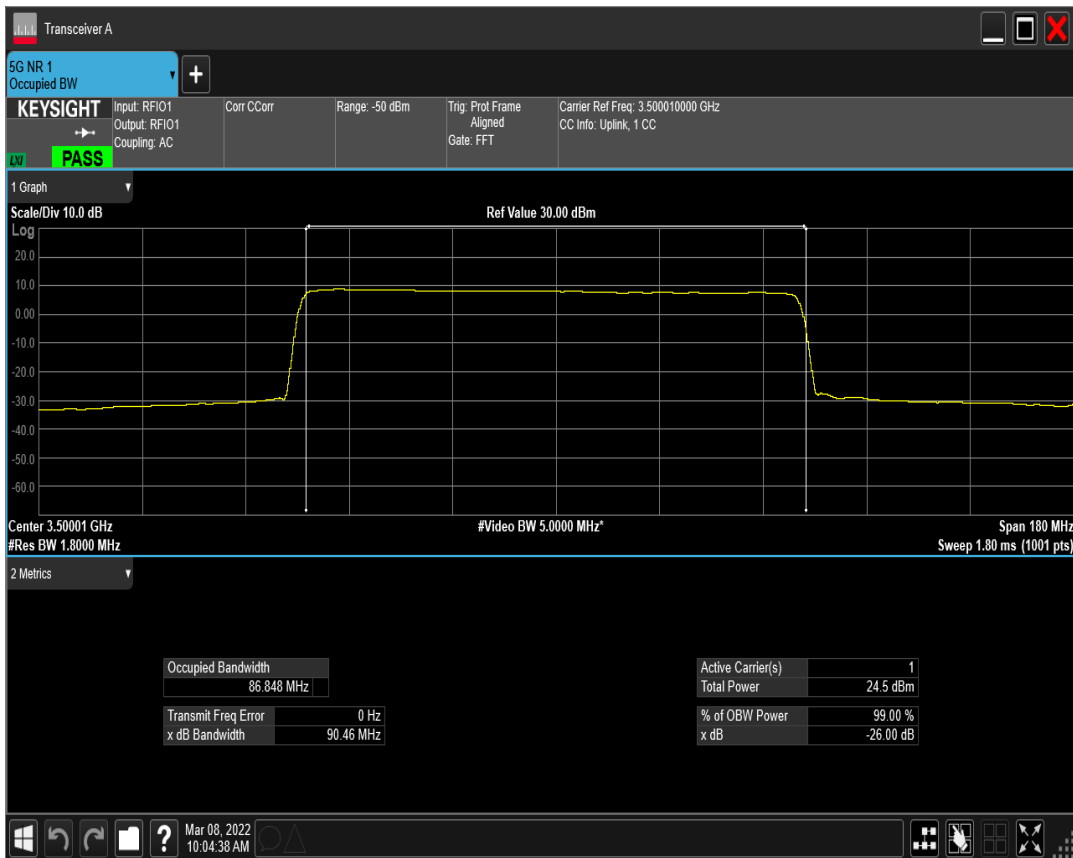 Transceiver A
5G NR 1
Occupied BW
+
KEYSIGHT
LXI
PASS
Input: RFIO1
Output: RFIO1
Coupling: AC
Corr CCorr
Range: -50 dBm
Trig: Prot Frame
Aligned
Gate: FFT
Carrier Ref Freq: 3.500010000 GHz
CC Info: Uplink, 1 CC
1 Graph
Scale/Div 10.0 dB
Ref Value 30.00 dBm
Log
20.0
10.0
0.00
-10.0
-20.0
-30.0
-40.0
-50.0
-60.0
Center 3.50001 GHz
#Video BW 5.0000 MHz*
Span 180 MHz
#Res BW 1.8000 MHz
Sweep 1.80 ms (1001 pts)
2 Metrics
Occupied Bandwidth
86.848 MHz
Transmit Freq Error 0 Hz
x dB Bandwidth 90.46 MHz
Active Carrier(s) 1
Total Power 24.5 dBm
% of OBW Power 99.00 %
x dB -26.00 dB
?
Mar 08, 2022
10:04:38 AM